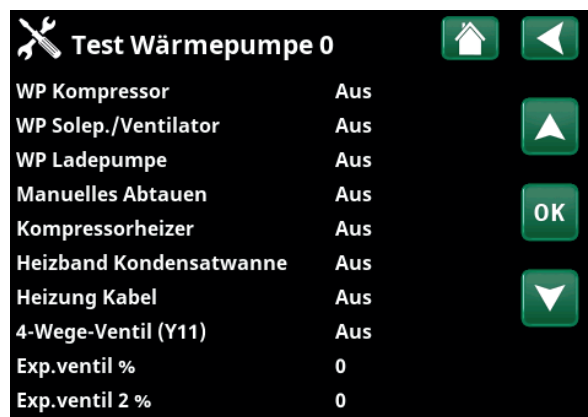 Test Wärmepumpe 0
WP Kompressor Aus
WP Solep./Ventilator Aus
WP Ladepumpe Aus
Manuelles Abtauen Aus
OK
Kompressorheizer Aus
Heizband Kondensatwanne Aus
Heizung Kabel Aus
4-Wege-Ventil (Y11) Aus
Exp.ventil % 0
Exp.ventil 2 % 0